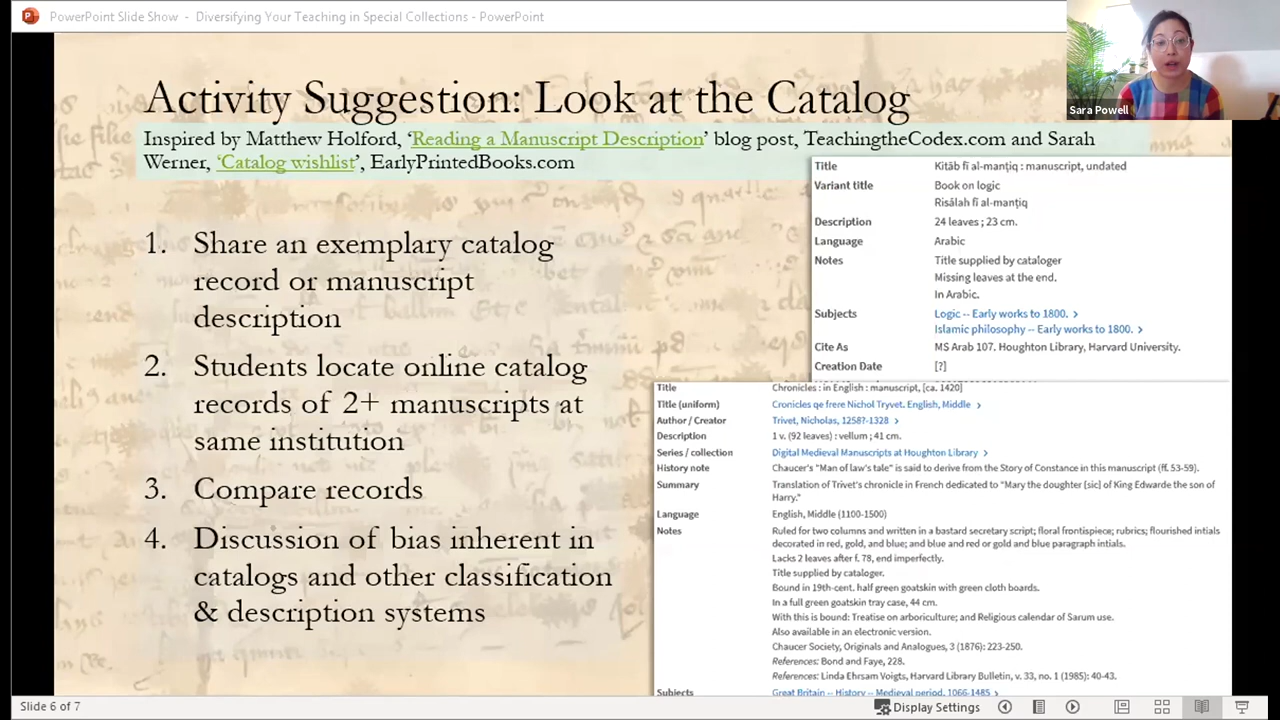 PowerPoint Slide Show - Diversifying Your Teaching in Special Collections - PowerPoint
Sara Powell
Activity Suggestion: Look at the Catalog
Inspired by Matthew Holford, ‘Reading a Manuscript Description’ blog post, TeachingtheCodex.com and Sarah
Werner, ‘Catalog wishlist’, EarlyPrintedBooks.com
1. Share an exemplary catalog
record or manuscript
description
2. Students locate online catalog
records of 2+ manuscripts at
same institution
3. Compare records
4. Discussion of bias inherent in
catalogs and other classification
& description systems
Title Kitāb fī al-manṭiq : manuscript, undated
Variant title Book on logic
Risālah fī al-manṭiq
Description 24 leaves ; 23 cm.
Language Arabic
Notes Title supplied by cataloger
Missing leaves at the end.
In Arabic.
Subjects Logic -- Early works to 1800. >
Islamic philosophy -- Early works to 1800. >
Cite As MS Arab 107. Houghton Library, Harvard University.
Creation Date [?]
Title Chronicles : in English : manuscript, [ca. 1420]
Title (uniform) Cronicles qe frere Nichol Tryvet. English, Middle >
Author / Creator Trivet, Nicholas, 1258?-1328 >
Description 1 v. (92 leaves) : vellum ; 41 cm.
Series / collection Digital Medieval Manuscripts at Houghton Library >
History note Chaucer's "Man of law's tale" is said to derive from the Story of Constance in this manuscript (ff. 53-59).
Summary Translation of Trivet's chronicle in French dedicated to "Mary the doughter [sic] of King Edwarde the son of
Harry."
Language English, Middle (1100-1500)
Notes Ruled for two columns and written in a bastard secretary script; floral frontispiece; rubrics; flourished intials
decorated in red, gold, and blue; and blue and red or gold and blue paragraph intials.
Lacks 2 leaves after f. 78, end imperfectly.
Title supplied by cataloger.
Bound in 19th-cent. half green goatskin with green cloth boards.
In a full green goatskin tray case, 44 cm.
With this is bound: Treatise on arboriculture; and Religious calendar of Sarum use.
Also available in an electronic version.
Chaucer Society, Originals and Analogues, 3 (1876): 223-250.
References: Bond and Faye, 228.
References: Linda Ehrsam Voigts, Harvard Library Bulletin, v. 33, no. 1 (1985): 40-43.
Subjects Great Britain -- History -- Medieval period, 1066-1485 >
Slide 6 of 7
Display Settings